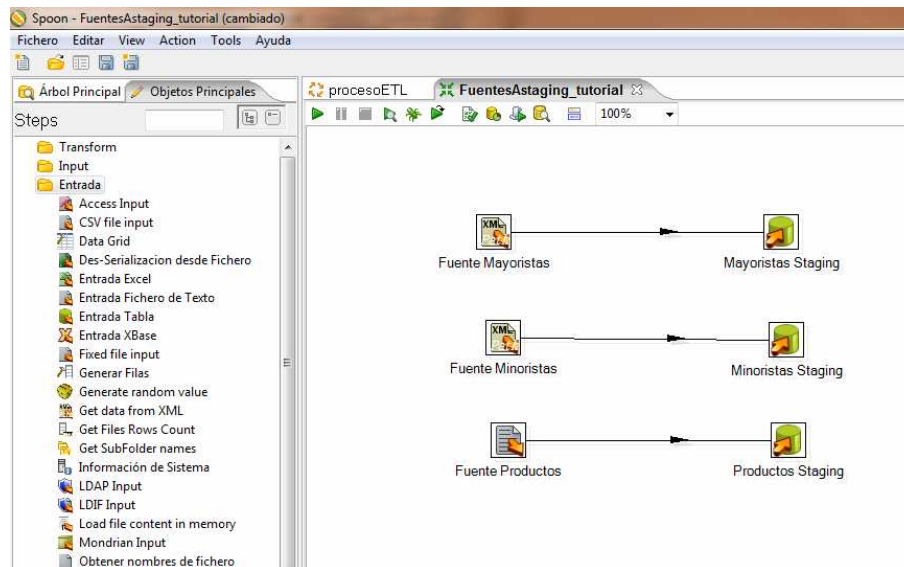 Spoon - FuentesAstaging_tutorial (cambiado)
Fichero Editar View Action Tools Ayuda
Árbol Principal Objetos Principales
procesoETL FuentesAstaging_tutorial
Steps
100%
Transform
Input
Entrada
Access Input
CSV file input
Data Grid
Des-Serializacion desde Fichero
Entrada Excel
Entrada Fichero de Texto
Entrada Tabla
Entrada XBase
Fixed file input
Generar Filas
Generate random value
Get data from XML
Get Files Rows Count
Get SubFolder names
Información de Sistema
LDAP Input
LDIF Input
Load file content in memory
Mondrian Input
Obtener nombres de fichero
XML
Fuente Mayoristas Mayoristas Staging
XML
Fuente Minoristas Minoristas Staging
Fuente Productos Productos Staging